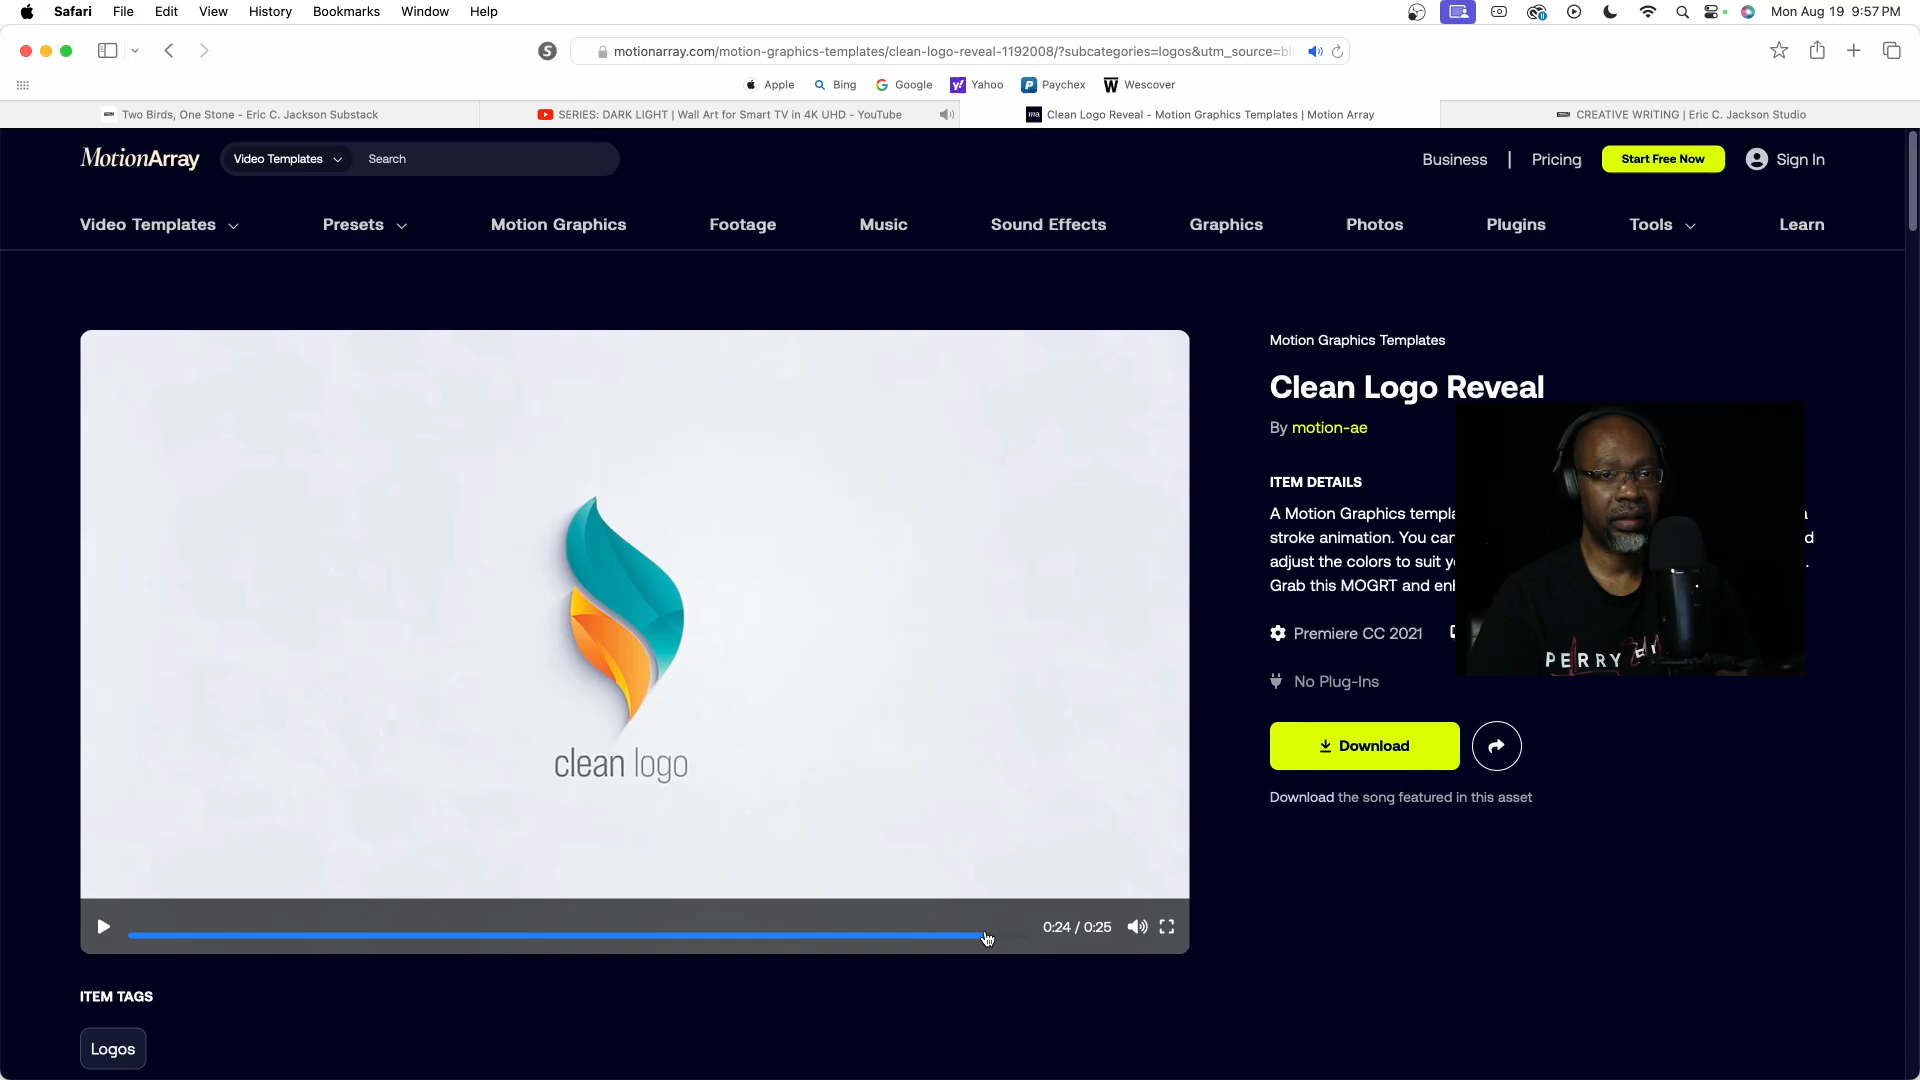 Safari File Edit View History Bookmarks Window Help Mon Aug 19 9:57 PM
motionarray.com/motion-graphics-templates/clean-logo-reveal-1192008/?subcategories=logos&utm_source=bi
Apple Bing Google Yahoo Paychex Wescover
Two Birds, One Stone - Eric C. Jackson Substack
SERIES: DARK LIGHT | Wall Art for Smart TV in 4K UHD - YouTube
Clean Logo Reveal - Motion Graphics Templates | Motion Array
CREATIVE WRITING | Eric C. Jackson Studio
MotionArray Video Templates Search Business | Pricing Start Free Now Sign In
Video Templates Presets Motion Graphics Footage Music Sound Effects Graphics Photos Plugins Tools Learn
clean logo
0:24 / 0:25
ITEM TAGS
Logos
Motion Graphics Templates
Clean Logo Reveal
By motion-ae
ITEM DETAILS
A Motion Graphics
stroke animation. You can
adjust the colors to suit
Grab this MOGRT and
Premiere CC 2021
No Plug-Ins
Download
Download the song featured in this asset
PERRY